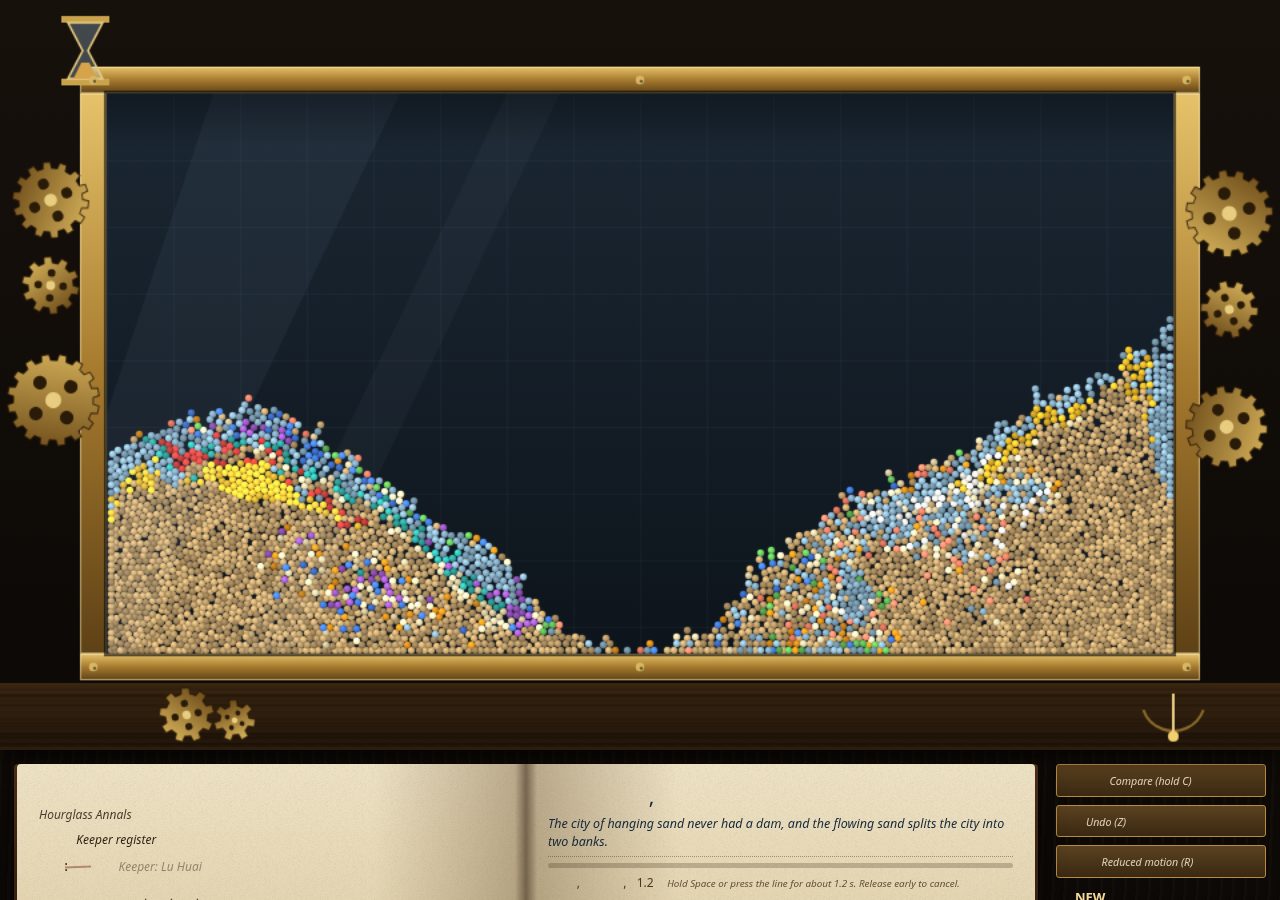 Hourglass Annals
Keeper register
Keeper: Lu Huai
,
The city of hanging sand never had a dam, and the flowing sand splits the city into
two banks.
, , 1.2 Hold Space or press the line for about 1.2 s. Release early to cancel.
Compare (hold C)
Undo (Z)
Reduced motion (R)
NEW